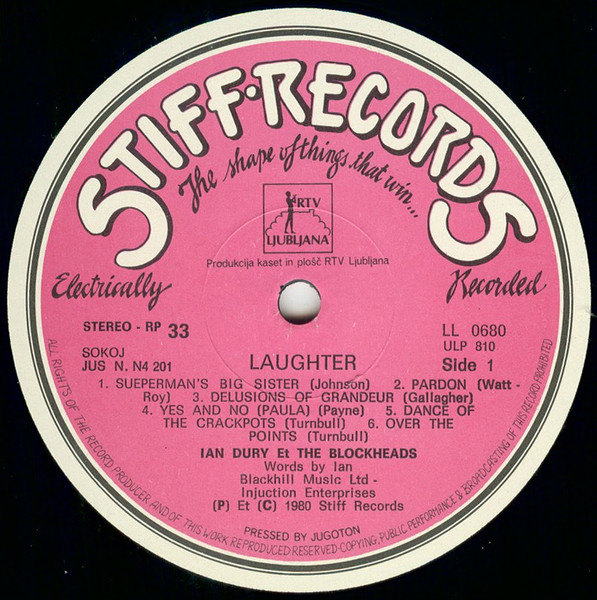 STIFF·RECORDS
The shape of things that win...
RTV
LJUBLJANA
Produkcija kaset in plošč RTV Ljubljana
Electrically
Recorded
STEREO - RP 33
LL 0680
ULP 810
SOKOJ
JUS N. N4 201
Side 1
LAUGHTER
1. SUEPERMAN'S BIG SISTER (Johnson) 2. PARDON (Watt -
Roy) 3. DELUSIONS OF GRANDEUR (Gallagher)
4. YES AND NO (PAULA) (Payne) 5. DANCE OF
THE CRACKPOTS (Turnbull) 6. OVER THE
POINTS (Turnbull)
IAN DURY Et THE BLOCKHEADS
Words by Ian
Blackhill Music Ltd -
Injuction Enterprises
(P) Et (C) 1980 Stiff Records
PRESSED BY JUGOTON
ALL RIGHTS OF THE RECORD PRODUCER AND OF THIS WORK REPRODUCED RESERVED-COPYING, PUBLIC PERFORMANCE & BROADCASTING OF THIS RECORD PROHIBITED